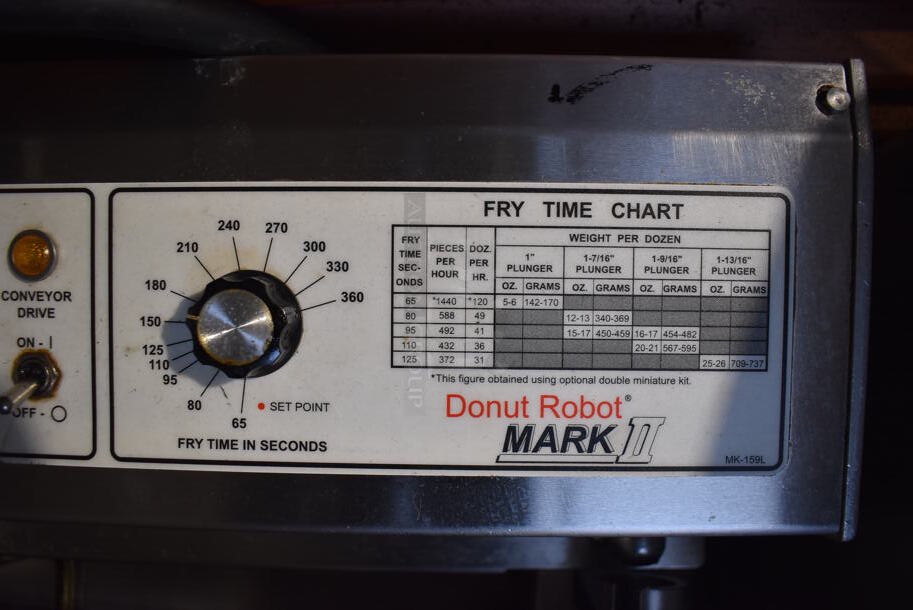 CONVEYOR
DRIVE
ON - I
OFF - O
240
270
210
300
330
180
360
150
125
110
95
80
65
• SET POINT
FRY TIME IN SECONDS
FRY TIME CHART
FRY TIME SEC-ONDS PIECES PER HOUR DOZ. PER HR. WEIGHT PER DOZEN
1" PLUNGER 1-7/16" PLUNGER 1-9/16" PLUNGER 1-13/16" PLUNGER
OZ. GRAMS OZ. GRAMS OZ. GRAMS OZ. GRAMS
65 *1440 *120 5-6 142-170
80 588 49 12-13 340-369
95 492 41 15-17 450-459 16-17 454-482
110 432 36 20-21 567-595
125 372 31 25-26 709-737
*This figure obtained using optional double miniature kit.
Donut Robot®
MARK II
MK-159L